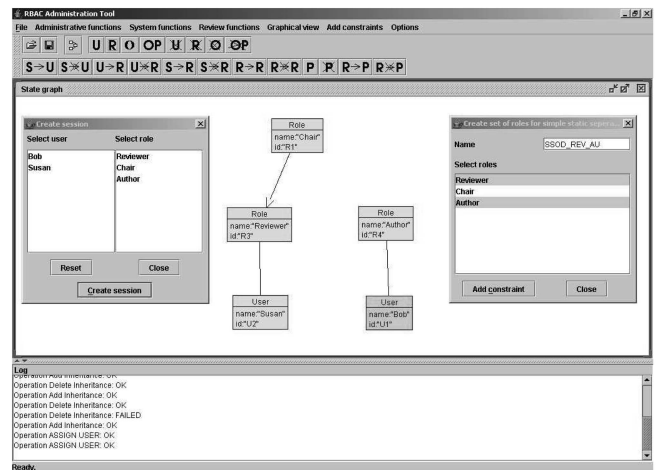 RBAC Administration Tool
File Administrative functions System functions Review functions Graphical view Add constraints Options
U R O OP U R O OP
S→U S→U U→R U→R S→R S→R R→R R→R P P R→P R→P
State graph
Create session
Select user Select role
Bob
Susan
Reviewer
Chair
Author
Reset Close
Create session
Role
name:"Chair"
id:"R1"
Role
name:"Reviewer"
id:"R3"
Role
name:"Author"
id:"R4"
User
name:"Susan"
id:"U2"
User
name:"Bob"
id:"U1"
Create set of roles for simple static
Name SSOD_REV_AU
Select roles
Reviewer
Chair
Author
Add constraint Close
Log
Operation Add Inheritance: OK
Operation Delete Inheritance: OK
Operation Add Inheritance: OK
Operation Delete Inheritance: OK
Operation Delete Inheritance: FAILED
Operation Add Inheritance: OK
Operation ASSIGN USER: OK
Operation ASSIGN USER: OK
Ready.